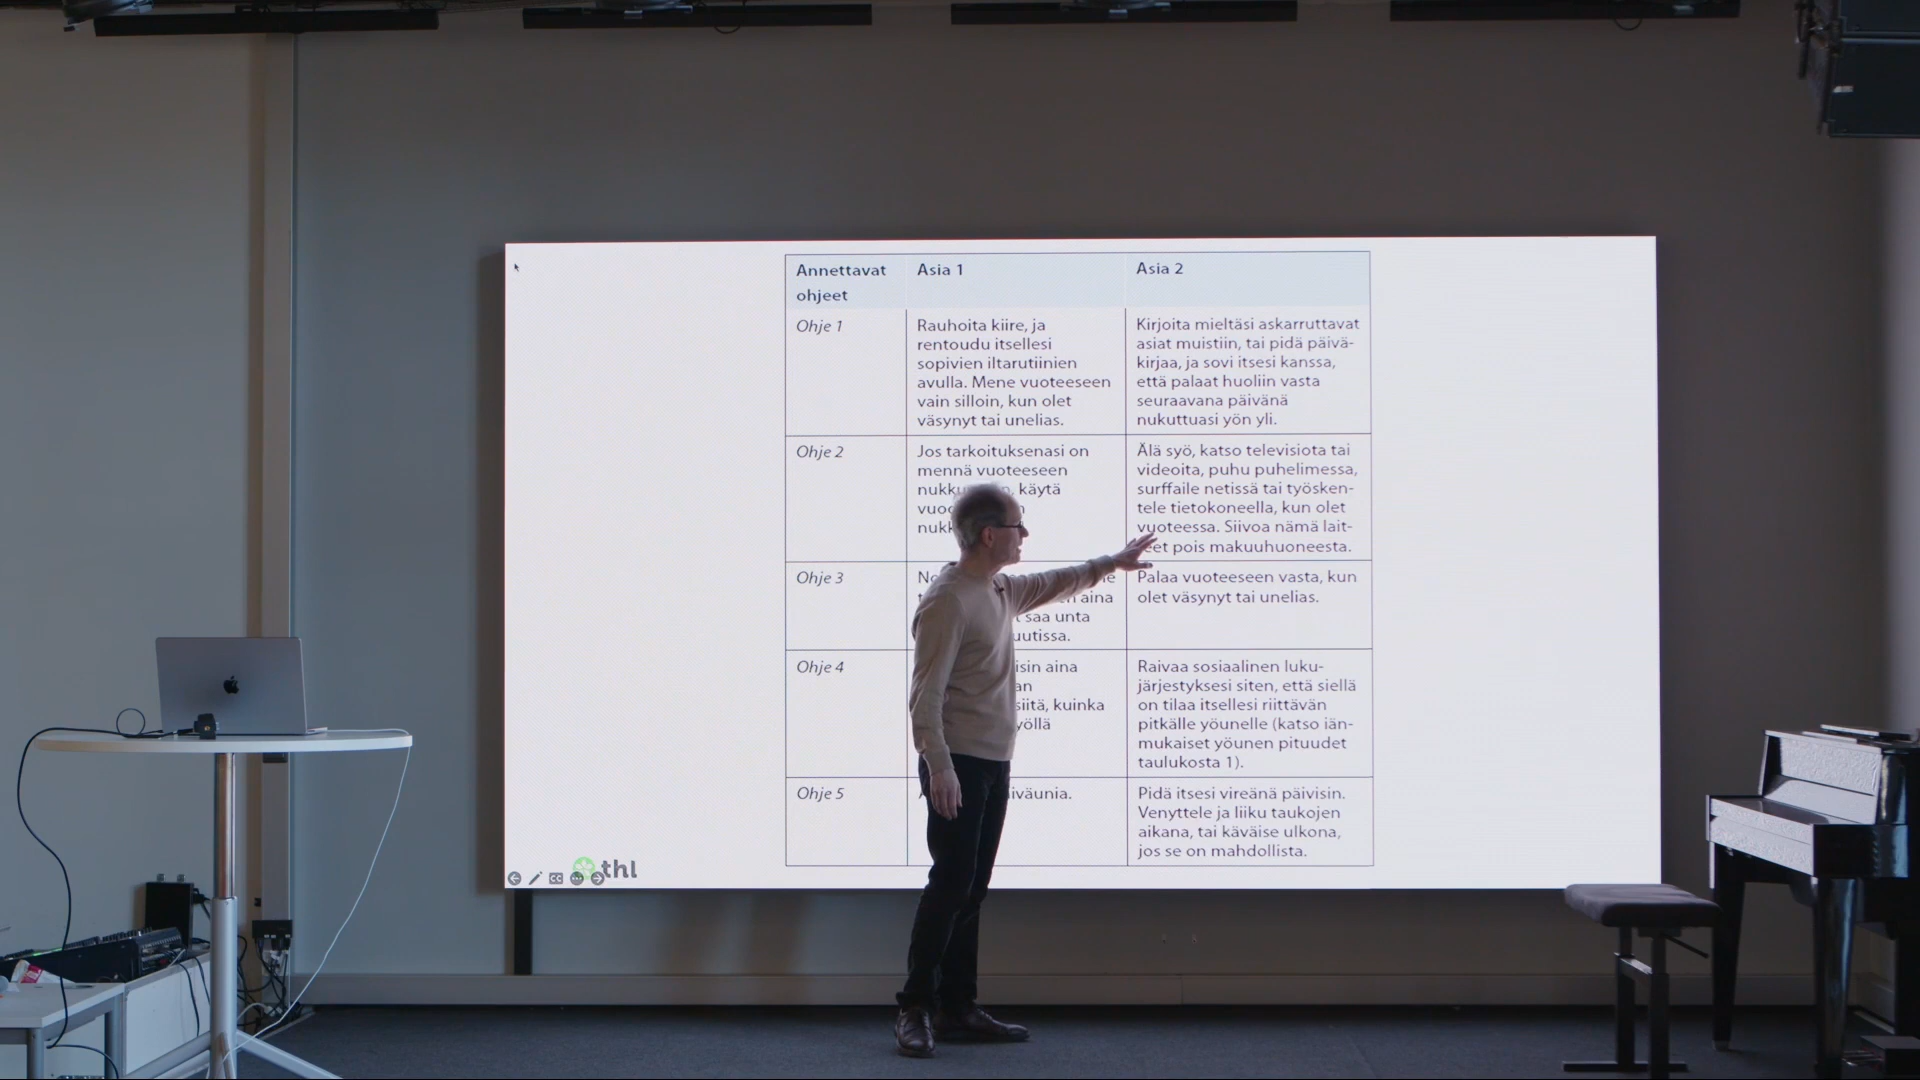 Annettavat
ohjeet
Asia 1
Asia 2
Ohje 1
Rauhoita kiire, ja
rentoudu itsellesi
sopivien iltarutiinien
avulla. Mene vuoteeseen
vain silloin, kun olet
väsynyt tai unelias.
Kirjoita mieltäsi askarruttavat
asiat muistiin, tai pidä päivä-
kirjaa, ja sovi itsesi kanssa,
että palaat huoliin vasta
seuraavana päivänä
nukuttuasi yön yli.
Ohje 2
Jos tarkoituksenasi on
mennä vuoteeseen
käytä
Älä syö, katso televisiota tai
videoita, puhu puhelimessa,
surffaile netissä tai työsken-
tele tietokoneella, kun olet
vuoteessa. Siivoa nämä lait-
pois makuuhuoneesta.
Ohje 3
aina
saa unta
Palaa vuoteeseen vasta, kun
olet väsynyt tai unelias.
Ohje 4
aina
siitä, kuinka
Raivaa sosiaalinen luku-
järjestyksesi siten, että siellä
on tilaa itsellesi riittävän
pitkälle yöunelle (katso iän-
mukaiset yöunen pituudet
taulukosta 1).
Ohje 5
Pidä itsesi vireänä päivisin.
Venyttele ja liiku taukojen
aikana, tai käväise ulkona,
jos se on mahdollista.
thl